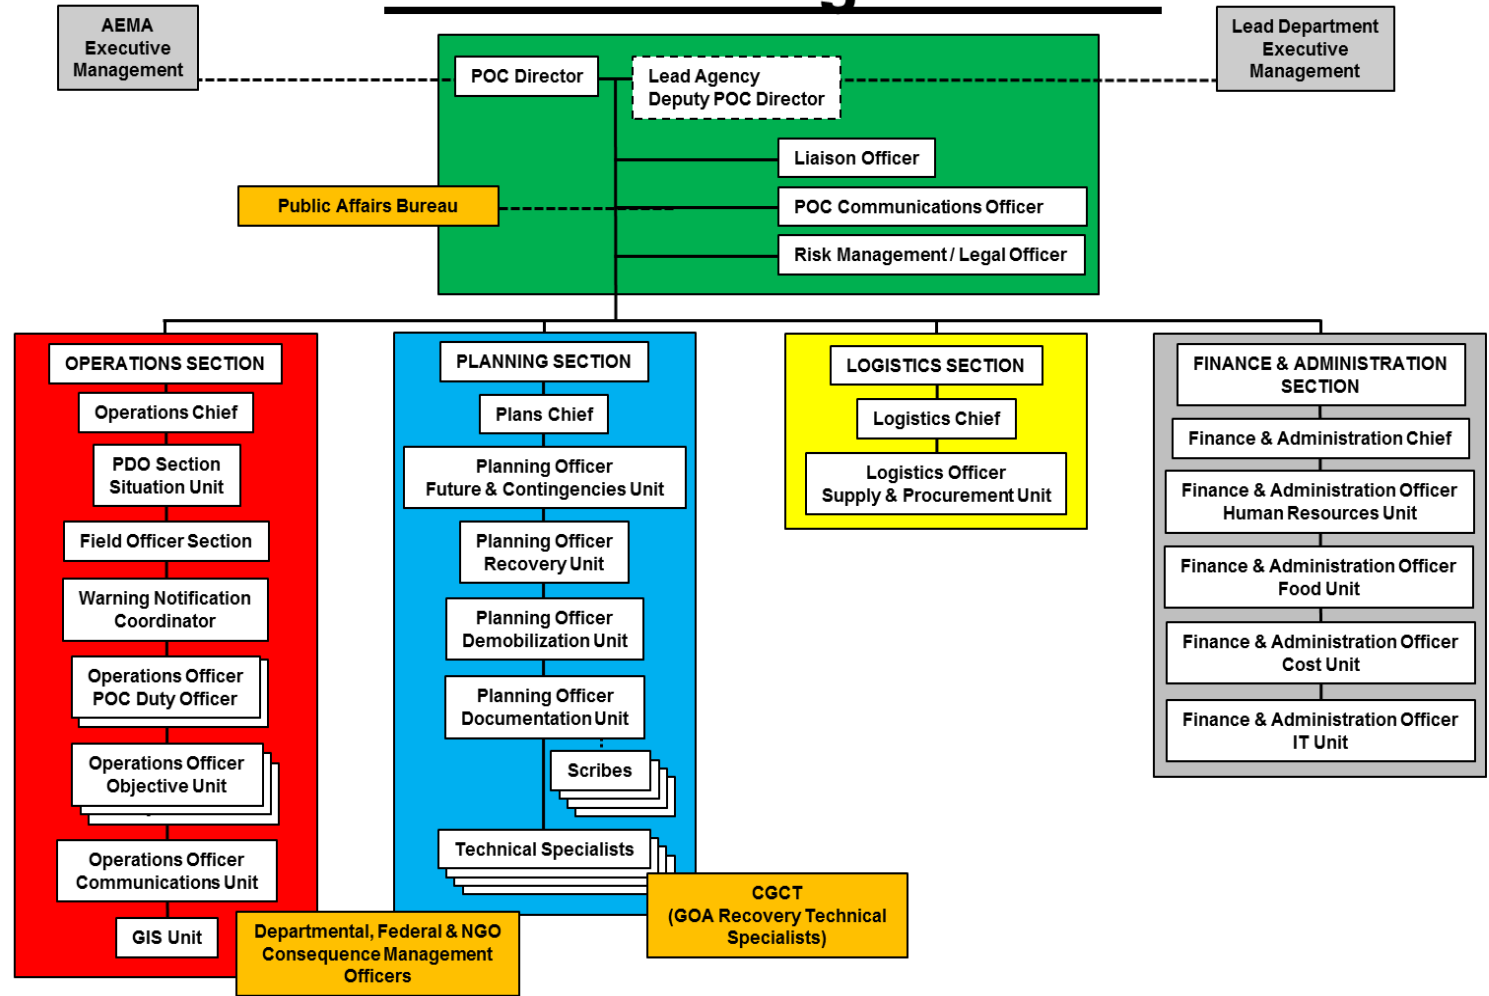 AEMA
Executive
Management
Lead Department
Executive
Management
POC Director
Lead Agency
Deputy POC Director
Liaison Officer
Public Affairs Bureau
POC Communications Officer
Risk Management / Legal Officer
OPERATIONS SECTION
Operations Chief
PDO Section
Situation Unit
Field Officer Section
Warning Notification
Coordinator
Operations Officer
POC Duty Officer
Operations Officer
Objective Unit
Operations Officer
Communications Unit
GIS Unit
Departmental, Federal & NGO
Consequence Management
Officers
PLANNING SECTION
Plans Chief
Planning Officer
Future & Contingencies Unit
Planning Officer
Recovery Unit
Planning Officer
Demobilization Unit
Planning Officer
Documentation Unit
Scribes
Technical Specialists
CGCT
(GOA Recovery Technical
Specialists)
LOGISTICS SECTION
Logistics Chief
Logistics Officer
Supply & Procurement Unit
FINANCE & ADMINISTRATION
SECTION
Finance & Administration Chief
Finance & Administration Officer
Human Resources Unit
Finance & Administration Officer
Food Unit
Finance & Administration Officer
Cost Unit
Finance & Administration Officer
IT Unit